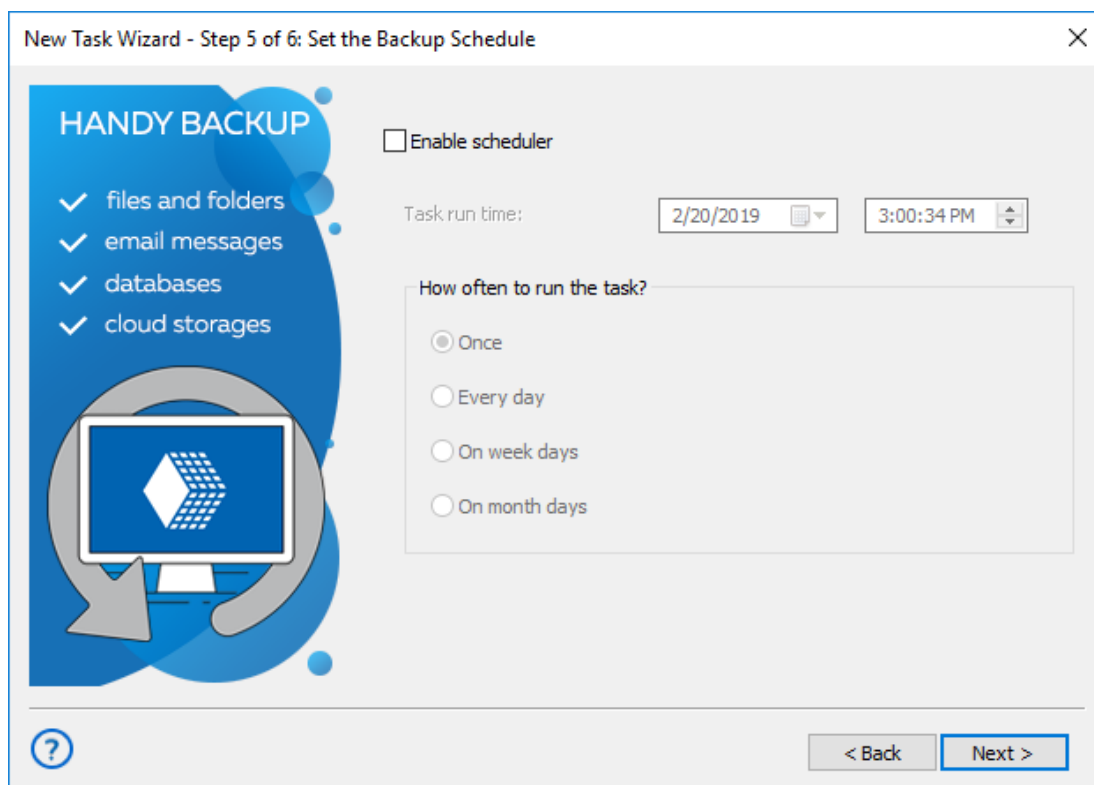 New Task Wizard - Step 5 of 6: Set the Backup Schedule
HANDY BACKUP
files and folders
email messages
databases
cloud storages
Enable scheduler
Task run time: 2/20/2019 3:00:34 PM
How often to run the task?
Once
Every day
On week days
On month days
?
< Back Next >